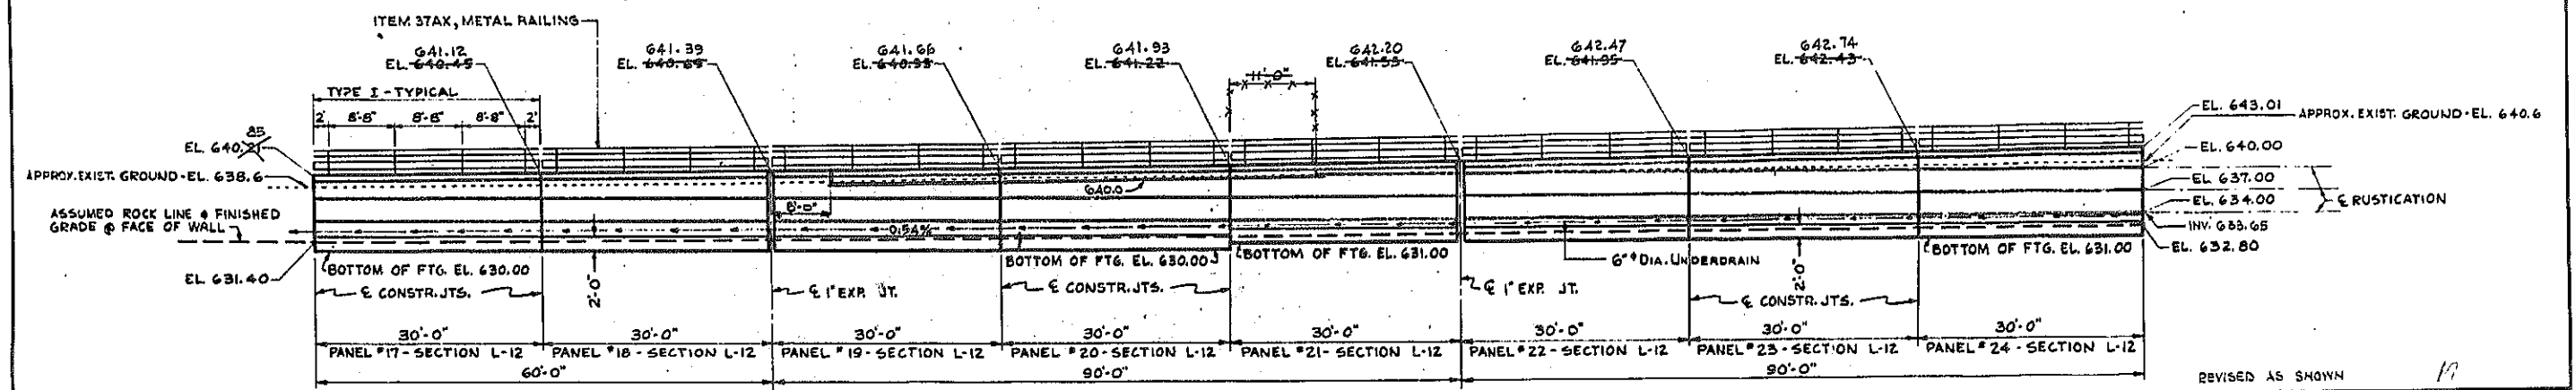 ITEM 37AX, METAL RAILING
641.12
EL. 640.45
641.39
EL. 640.69
641.66
EL. 640.93
641.93
EL. 641.22
642.20
EL. 641.55
642.47
EL. 641.95
642.74
EL. 642.43
11'-0"
TYPE I - TYPICAL
2' 8'-8" 8'-8" 8'-8" 2'
85
EL. 640.21
APPROX. EXIST. GROUND - EL. 638.6
ASSUMED ROCK LINE & FINISHED
GRADE @ FACE OF WALL
EL 631.40
EL. 643.01
APPROX. EXIST. GROUND - EL. 640.6
EL. 640.00
EL 637.00
EL. 634.00
℄ RUSTICATION
INV. 633.65
EL. 632.80
640.0
8'-0"
0.54%
BOTTOM OF FTG. EL. 630.00
BOTTOM OF FTG. EL. 630.00
BOTTOM OF FTG. EL. 631.00
6"φ DIA. UNDERDRAIN
BOTTOM OF FTG. EL. 631.00
℄ CONSTR. JTS.
2'-0"
℄ 1" EXP. JT.
℄ CONSTR. JTS.
℄ 1" EXP. JT.
℄ CONSTR. JTS.
2'-0"
30'-0" 30'-0" 30'-0" 30'-0" 30'-0" 30'-0" 30'-0" 30'-0"
PANEL #17 - SECTION L-12 PANEL #18 - SECTION L-12 PANEL #19 - SECTION L-12 PANEL #20 - SECTION L-12 PANEL #21 - SECTION L-12 PANEL #22 - SECTION L-12 PANEL #23 - SECTION L-12 PANEL #24 - SECTION L-12
60'-0" 90'-0" 90'-0"
REVISED AS SHOWN